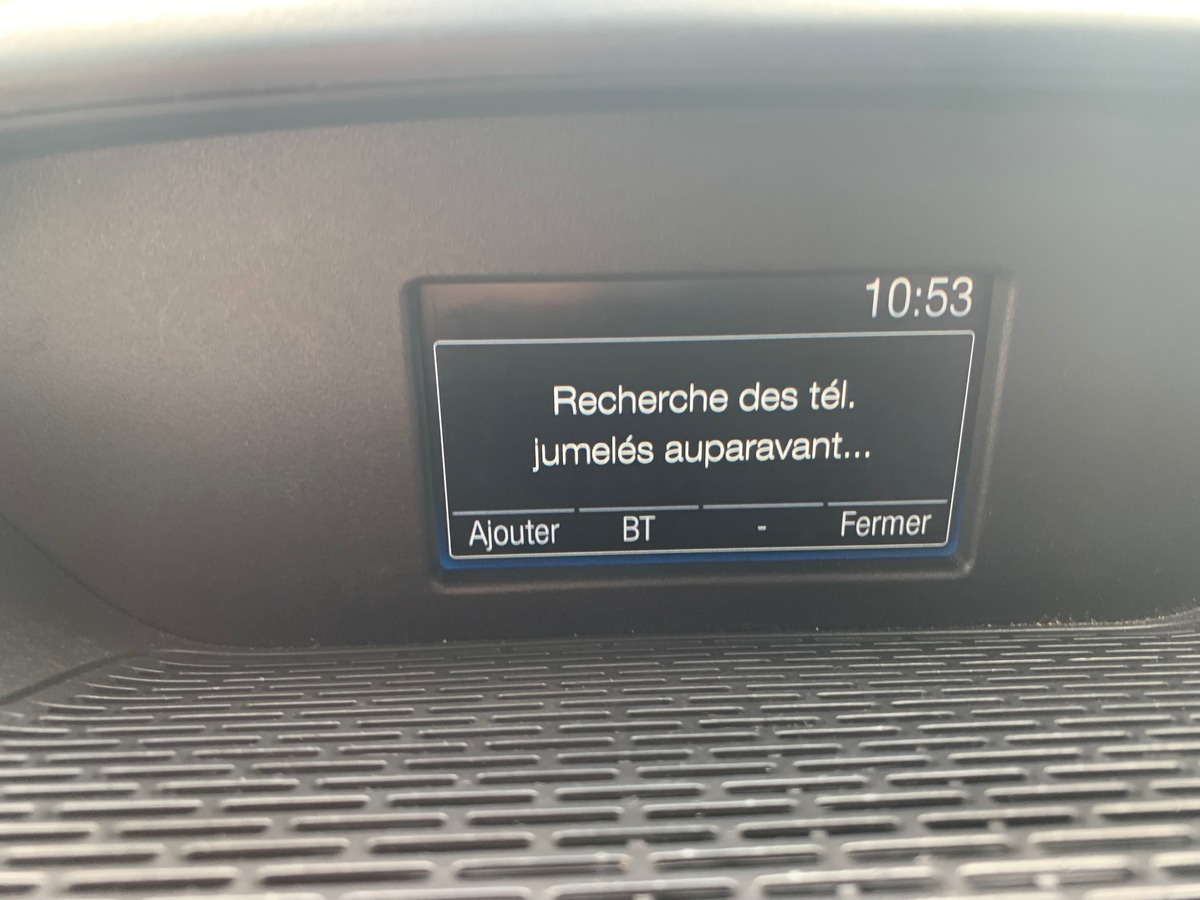 10:53
Recherche des tél.
jumelés auparavant...
Ajouter BT - Fermer